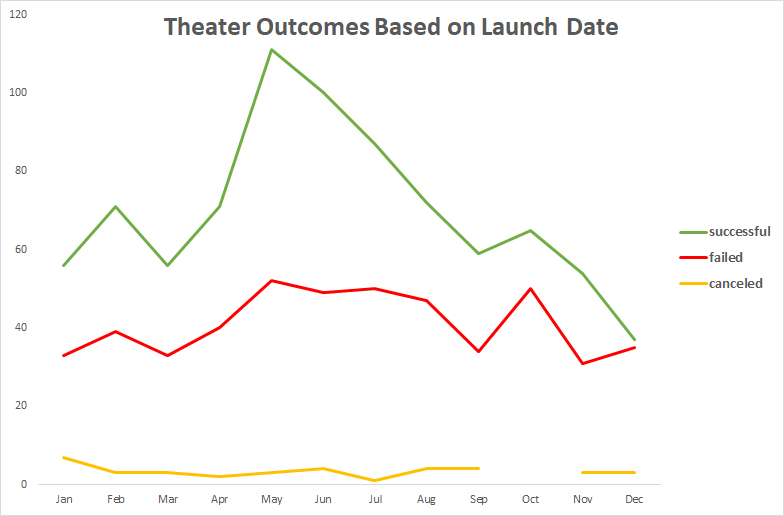 Theater Outcomes Based on Launch Date
120
100
80
60
40
20
0
Jan Feb Mar Apr May Jun Jul Aug Sep Oct Nov Dec
successful
failed
canceled